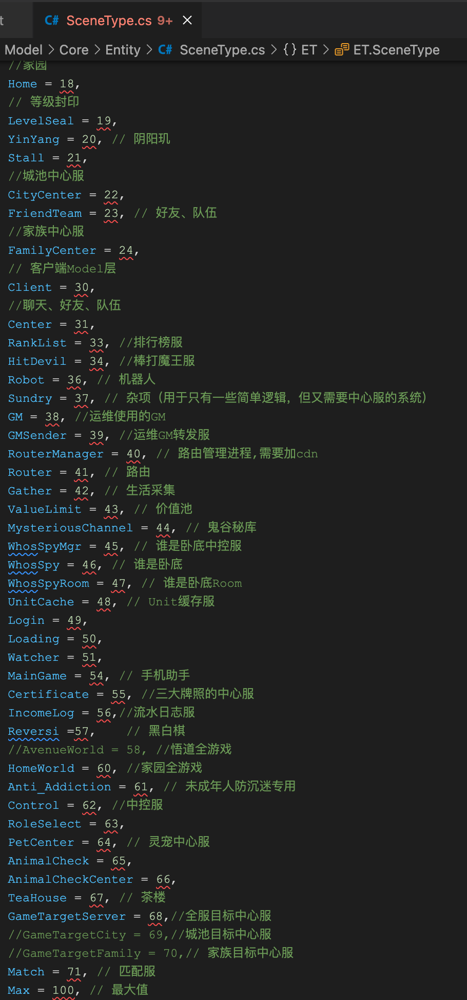 t C# SceneType.cs 9+ ×
Model > Core > Entity > C# SceneType.cs > {} ET > ET.SceneType
//家园
Home = 18,
// 等级封印
LevelSeal = 19,
YinYang = 20, // 阴阳玑
Stall = 21,
//城池中心服
CityCenter = 22,
FriendTeam = 23, // 好友、队伍
//家族中心服
FamilyCenter = 24,
// 客户端Model层
Client = 30,
//聊天、好友、队伍
Center = 31,
RankList = 33, //排行榜服
HitDevil = 34, //棒打魔王服
Robot = 36, // 机器人
Sundry = 37, // 杂项（用于只有一些简单逻辑，但又需要中心服的系统）
GM = 38, //运维使用的GM
GMSender = 39, //运维GM转发服
RouterManager = 40, // 路由管理进程,需要加cdn
Router = 41, // 路由
Gather = 42, // 生活采集
ValueLimit = 43, // 价值池
MysteriousChannel = 44, // 鬼谷秘库
WhosSpyMgr = 45, // 谁是卧底中控服
WhosSpy = 46, // 谁是卧底
WhosSpyRoom = 47, // 谁是卧底Room
UnitCache = 48, // Unit缓存服
Login = 49,
Loading = 50,
Watcher = 51,
MainGame = 54, // 手机助手
Certificate = 55, //三大牌照的中心服
IncomeLog = 56,//流水日志服
Reversi =57,    // 黑白棋
//AvenueWorld = 58, //悟道全游戏
HomeWorld = 60, //家园全游戏
Anti_Addiction = 61, // 未成年人防沉迷专用
Control = 62, //中控服
RoleSelect = 63,
PetCenter = 64, // 灵宠中心服
AnimalCheck = 65,
AnimalCheckCenter = 66,
TeaHouse = 67, // 茶楼
GameTargetServer = 68,//全服目标中心服
//GameTargetCity = 69,//城池目标中心服
//GameTargetFamily = 70,// 家族目标中心服
Match = 71, // 匹配服
Max = 100, // 最大值